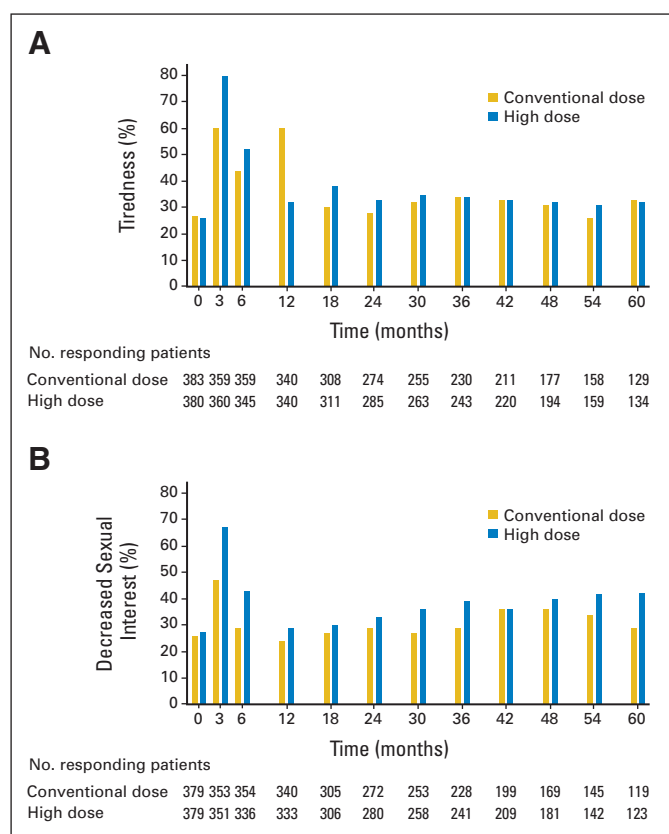 A
80
70
60
50
40
30
20
10
0
Tiredness (%)
Conventional dose
High dose
0 3 6 12 18 24 30 36 42 48 54 60
Time (months)
No. responding patients
Conventional dose 383 359 359 340 308 274 255 230 211 177 158 129
High dose 380 360 345 340 311 285 263 243 220 194 159 134
B
80
70
60
50
40
30
20
10
0
Decreased Sexual
Interest (%)
Conventional dose
High dose
0 3 6 12 18 24 30 36 42 48 54 60
Time (months)
No. responding patients
Conventional dose 379 353 354 340 305 272 253 228 199 169 145 119
High dose 379 351 336 333 306 280 258 241 209 181 142 123